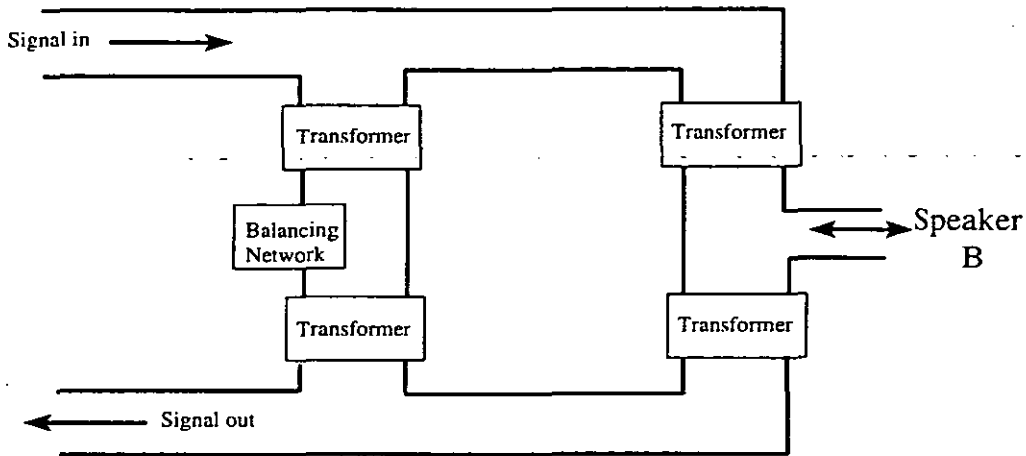 Signal in
Transformer
Transformer
Balancing
Network
Speaker
B
Transformer
Transformer
Signal out